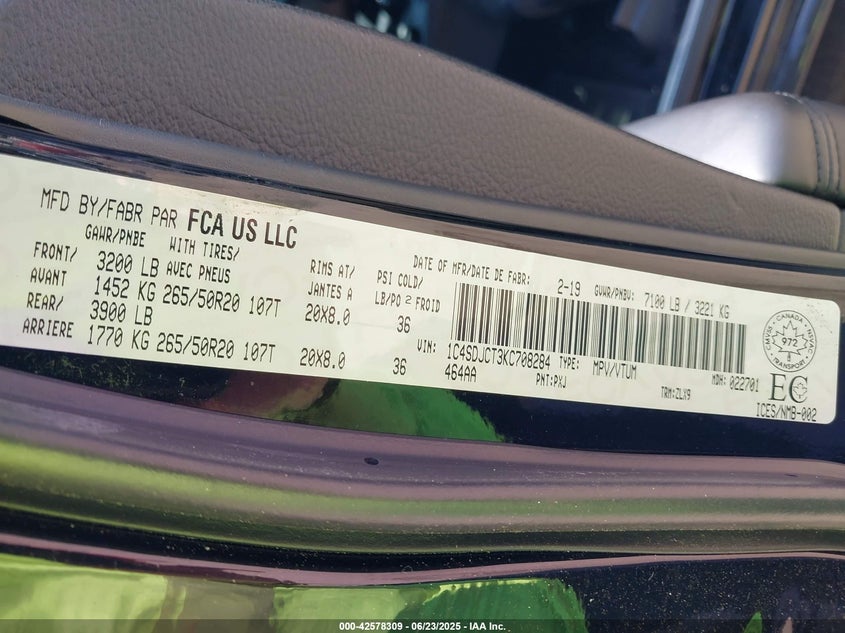 MFD BY/FABR PAR FCA US LLC
GAWR/PNBE WITH TIRES/ RIMS AT/ PSI COLD/ DATE OF MFR/DATE DE FABR: 2-19 GVWR/PNBV: 7100 LB / 3221 KG
FRONT/ 3200 LB AVEC PNEUS JANTES A LB/PO 2 FROID
AVANT 1452 KG 265/50R20 107T 20X8.0 36
REAR/ 3900 LB
ARRIERE 1770 KG 265/50R20 107T 20X8.0 36
VIN: 1C4SDJCT3KC708284 TYPE: MPV/VTUM MDH: 022701
464AA PNT:PXJ TRM:ZLX9
CANADA
972
TRANSPORT
EC
ICES/NMB-002
000-42578309 - 06/23/2025 - IAA Inc.